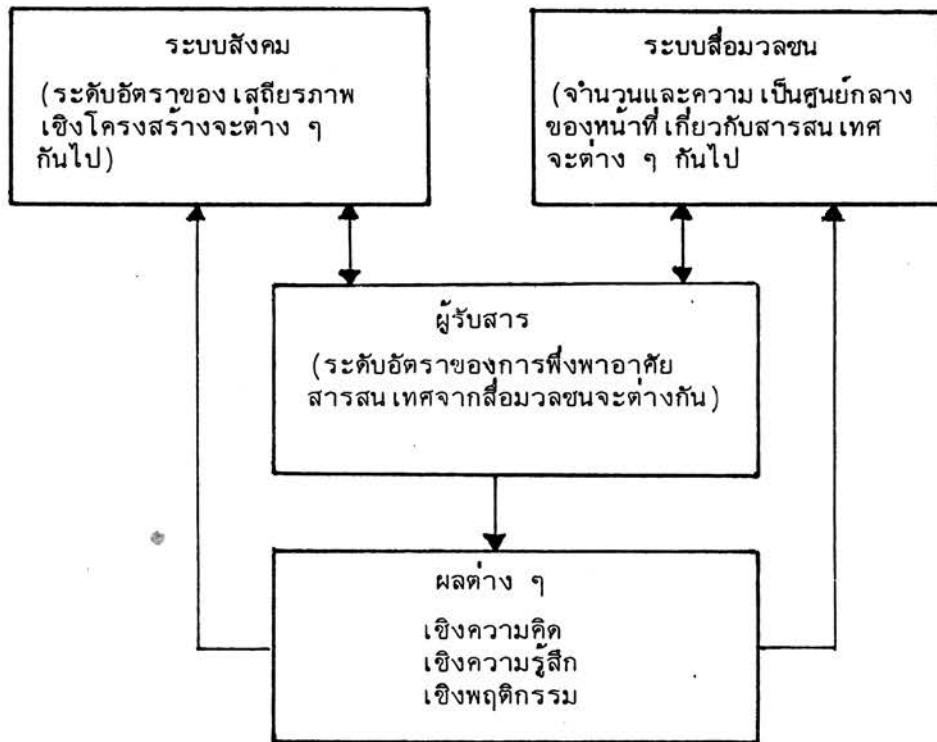 ระบบสังคม
(ระดับอัตราของ เสถียรภาพ
เชิงโครงสร้างจะต่าง ๆ
กันไป)
ระบบสื่อมวลชน
(จำนวนและความ เป็นศูนย์กลาง
ของหน้าที่ เกี่ยวกับสารสน เทศ
จะต่าง ๆ กันไป
ผู้รับสาร
(ระดับอัตราของการพึ่งพาอาศัย
สารสน เทศจากสื่อมวลชนจะต่างกัน)
ผลต่าง ๆ
เชิงความคิด
เชิงความรู้สึก
เชิงพฤติกรรม